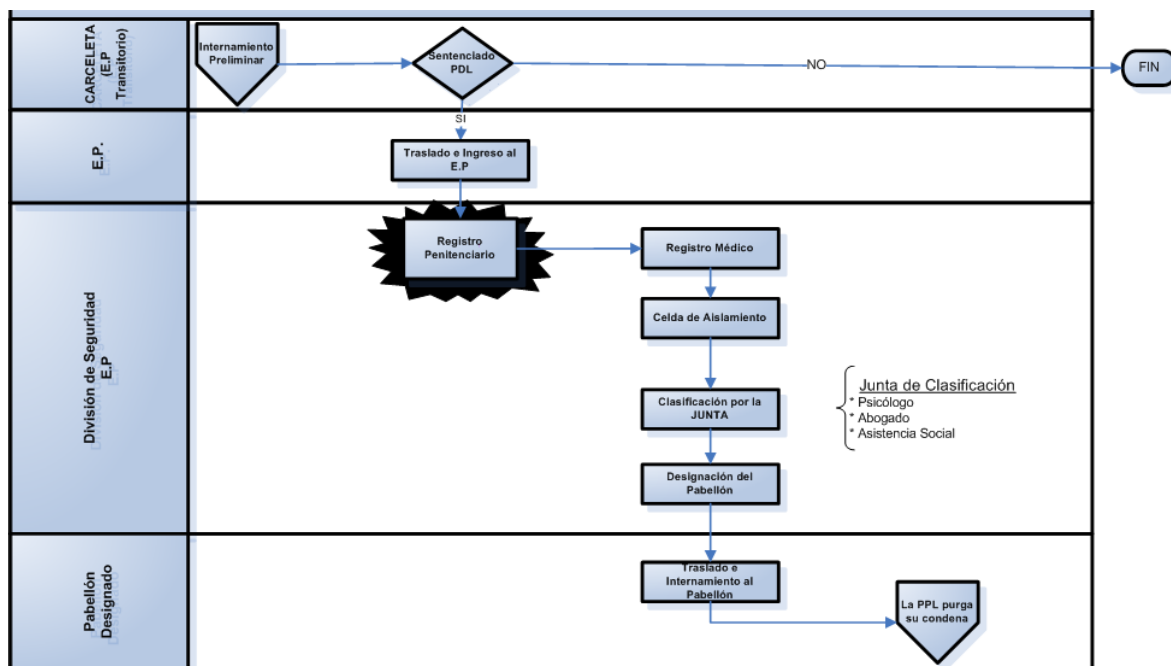 CARCELETA
(E.P
Transitorio)
Internamiento
Preliminar
Sentenciado
PDL
NO
FIN
SI
E.P.
Traslado e Ingreso al
E.P
División de Seguridad
E.P
Registro
Penitenciario
Registro Médico
Celda de Aislamiento
Clasificación por la
JUNTA
Junta de Clasificación
* Psicólogo
* Abogado
* Asistencia Social
Designación del
Pabellón
Pabellón
Designado
Traslado e
Internamiento al
Pabellón
La PPL purga
su condena